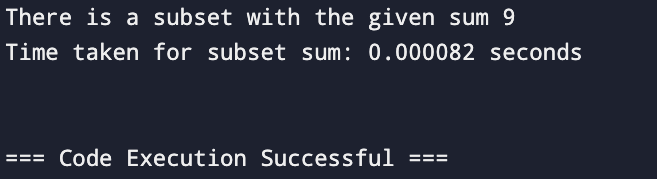 There is a subset with the given sum 9
Time taken for subset sum: 0.000082 seconds
=== Code Execution Successful ===